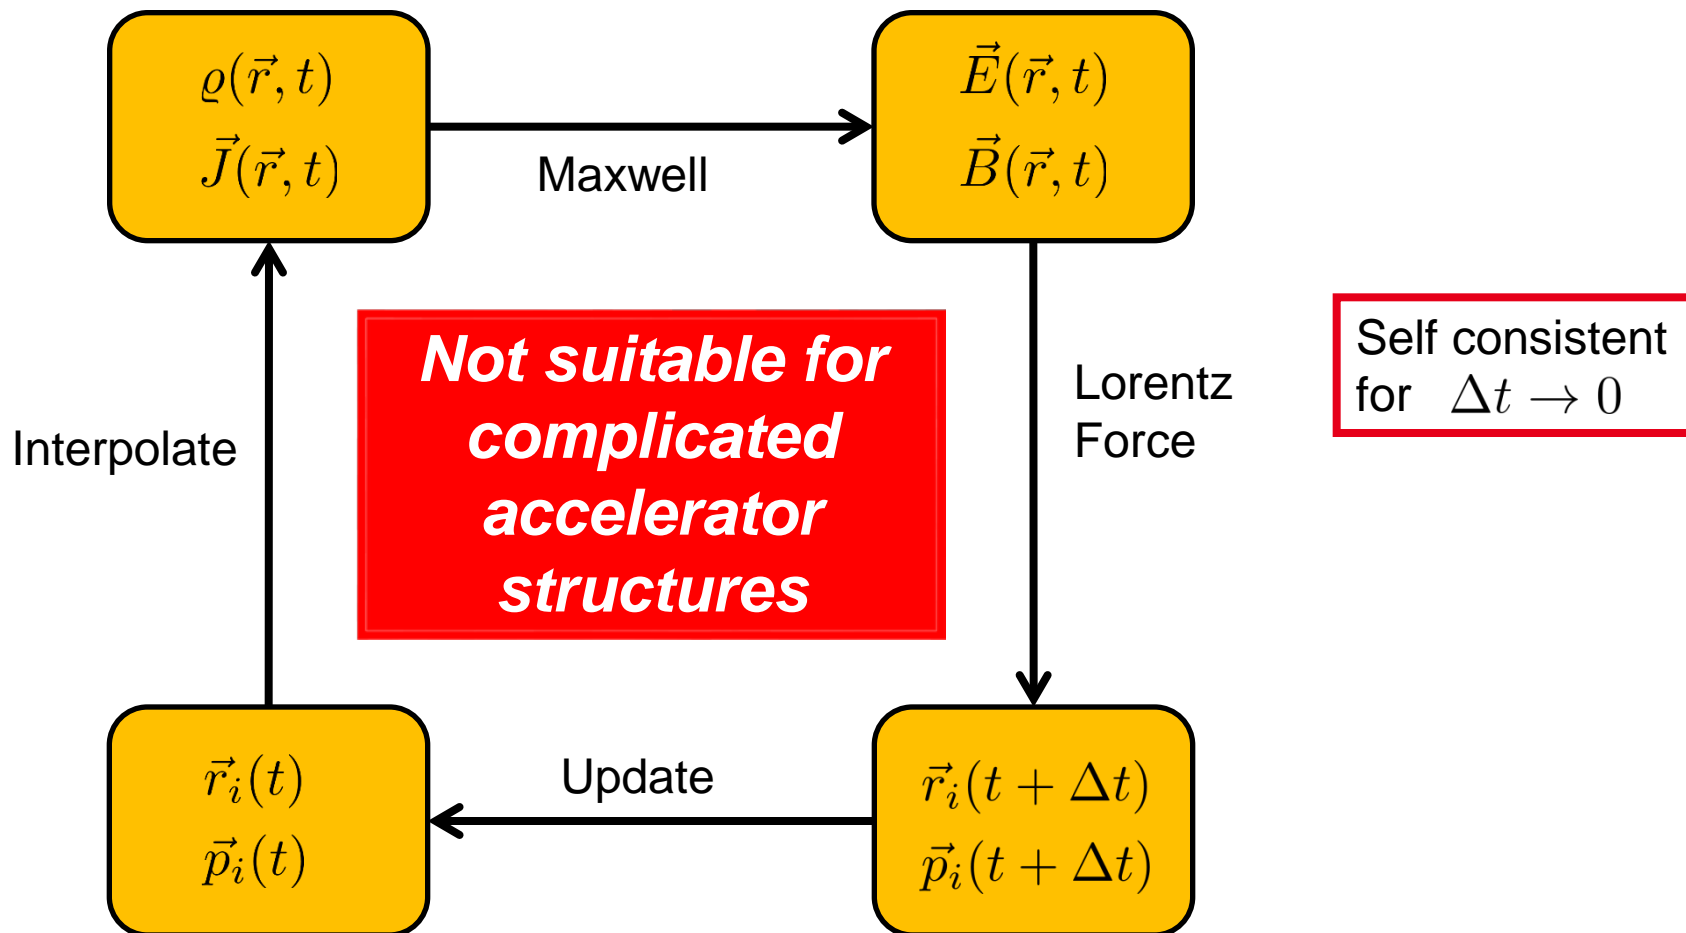 ϱ(r⃗, t)
J⃗(r⃗, t)
Maxwell
E⃗(r⃗, t)
B⃗(r⃗, t)
Interpolate
Not suitable for
complicated
accelerator
structures
Lorentz
Force
Self consistent
for Δt → 0
r⃗ᵢ(t)
p⃗ᵢ(t)
Update
r⃗ᵢ(t + Δt)
p⃗ᵢ(t + Δt)